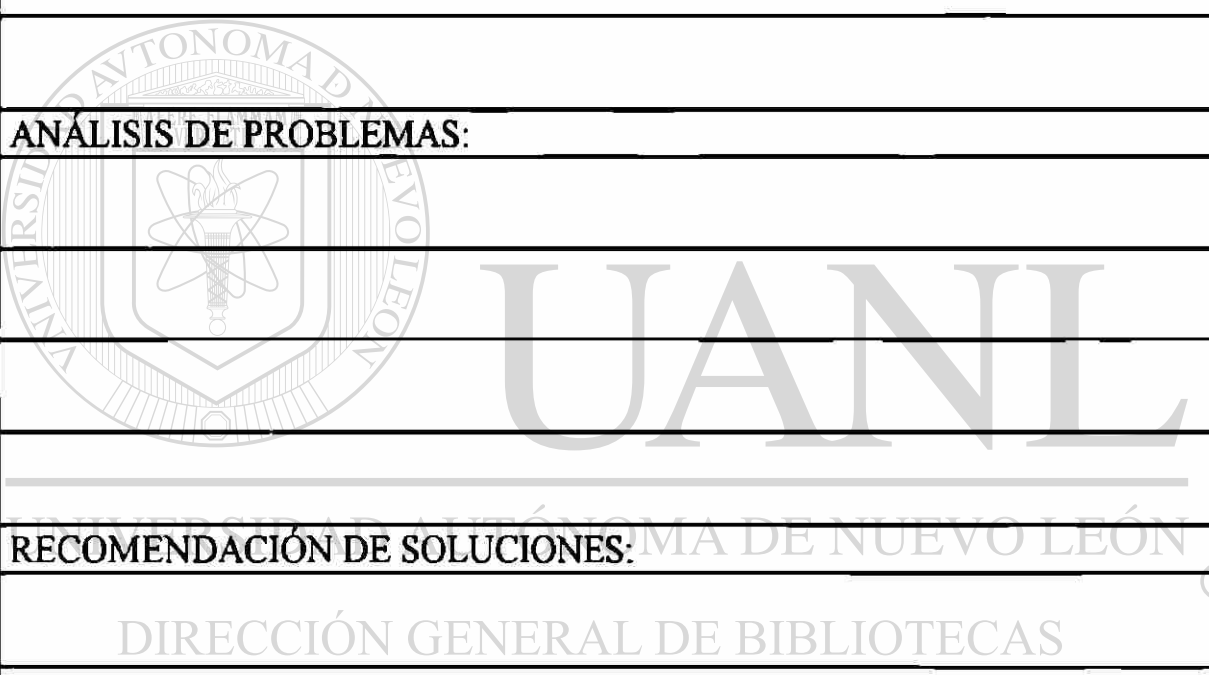 ANÁLISIS DE PROBLEMAS:
UANL
UNIVERSIDAD AUTÓNOMA DE NUEVO LEÓN
RECOMENDACIÓN DE SOLUCIONES:
DIRECCIÓN GENERAL DE BIBLIOTECAS